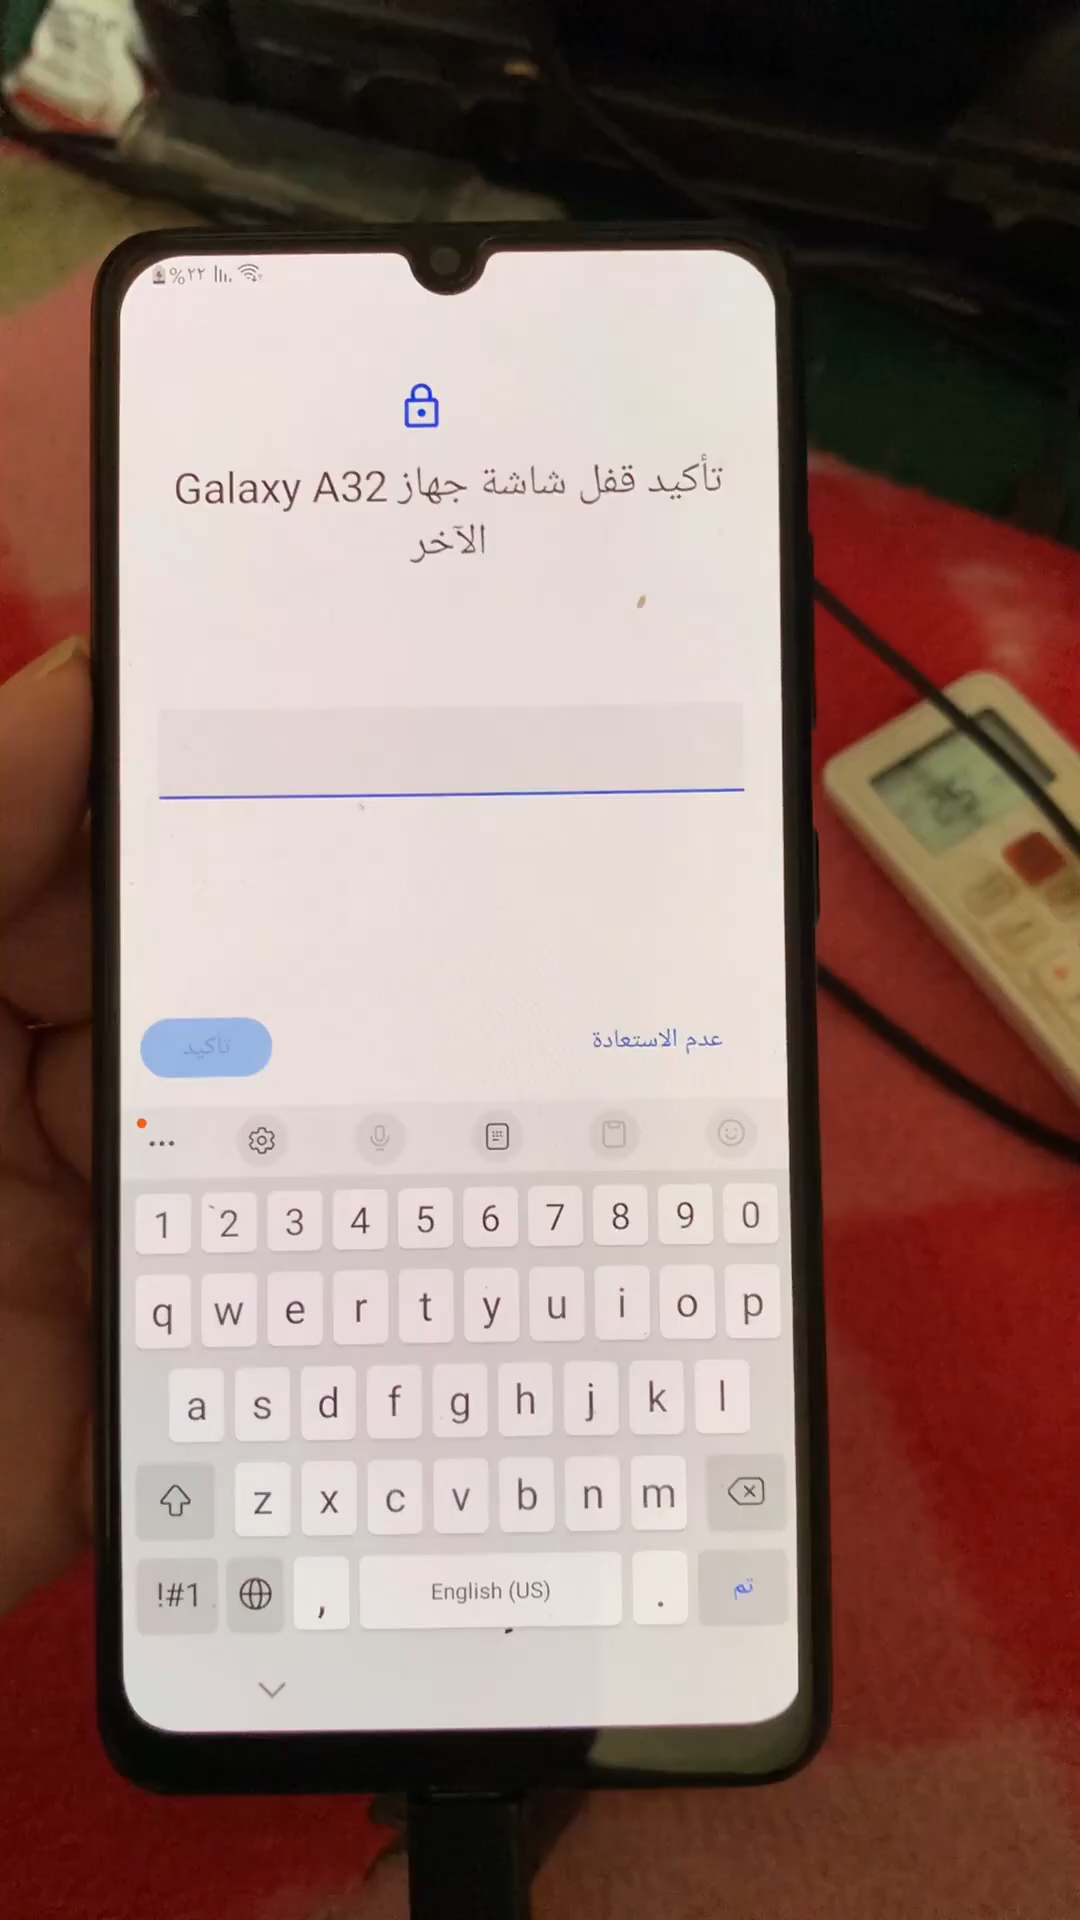 %٢٢
تأكيد قفل شاشة جهاز Galaxy A32
الآخر
تأكيد
عدم الاستعادة
1 2 3 4 5 6 7 8 9 0
q w e r t y u i o p
a s d f g h j k l
z x c v b n m
!#1 , English (US) . تم